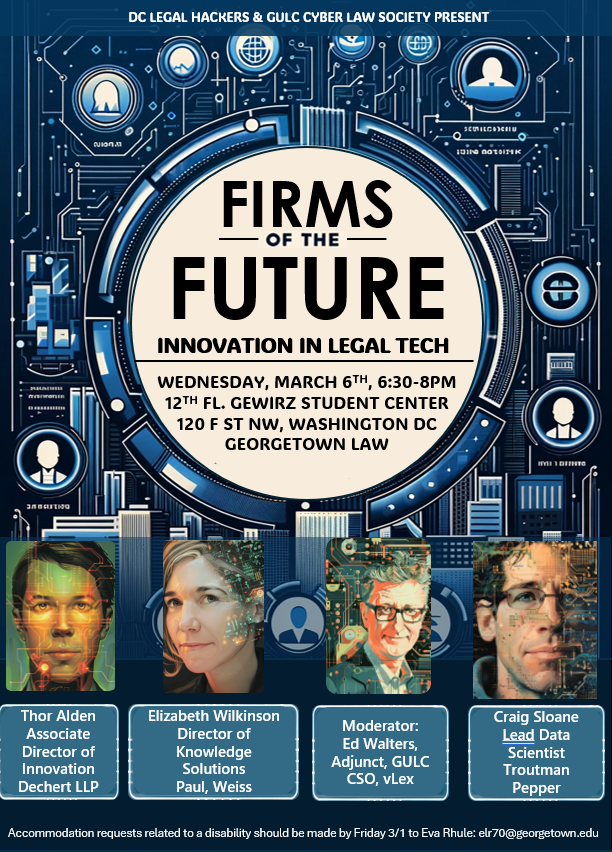 DC LEGAL HACKERS & GULC CYBER LAW SOCIETY PRESENT
FIRMS
OF THE
FUTURE
INNOVATION IN LEGAL TECH
WEDNESDAY, MARCH 6TH, 6:30-8PM
12TH FL. GEWIRZ STUDENT CENTER
120 F ST NW, WASHINGTON DC
GEORGETOWN LAW
Thor Alden
Associate
Director of
Innovation
Dechert LLP
Elizabeth Wilkinson
Director of
Knowledge
Solutions
Paul, Weiss
Moderator:
Ed Walters,
Adjunct, GULC
CSO, vLex
Craig Sloane
Lead Data
Scientist
Troutman
Pepper
Accommodation requests related to a disability should be made by Friday 3/1 to Eva Rhule: elr70@georgetown.edu